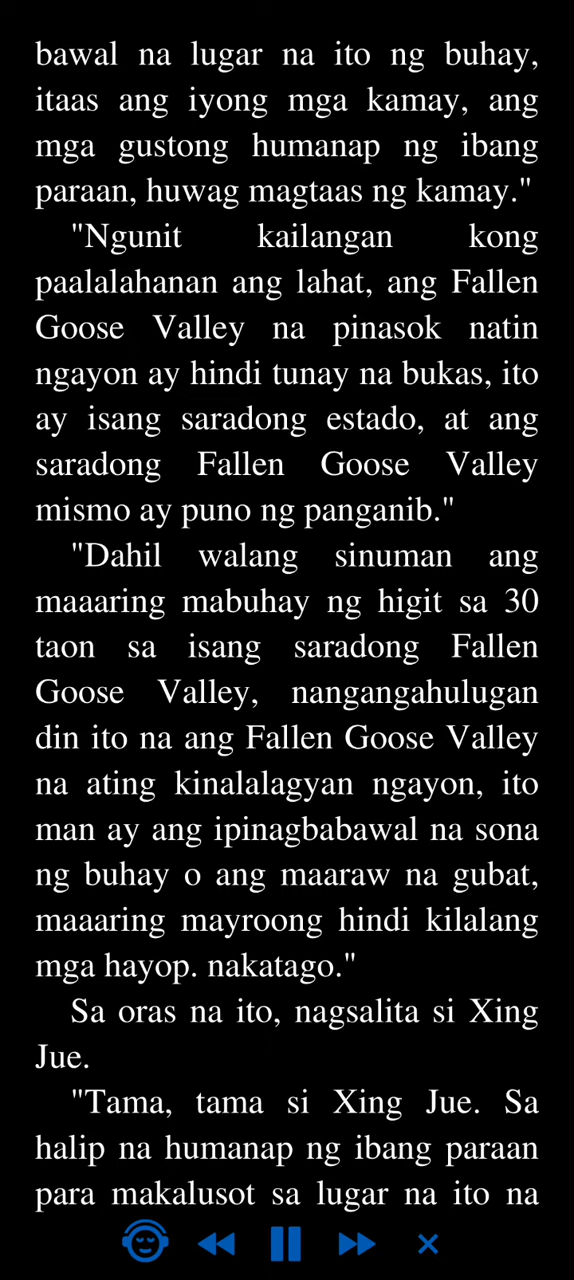 bawal na lugar na ito ng buhay,
itaas ang iyong mga kamay, ang
mga gustong humanap ng ibang
paraan, huwag magtaas ng kamay."
"Ngunit kailangan kong
paalalahanan ang lahat, ang Fallen
Goose Valley na pinasok natin
ngayon ay hindi tunay na bukas, ito
ay isang saradong estado, at ang
saradong Fallen Goose Valley
mismo ay puno ng panganib."
"Dahil walang sinuman ang
maaaring mabuhay ng higit sa 30
taon sa isang saradong Fallen
Goose Valley, nangangahulugan
din ito na ang Fallen Goose Valley
na ating kinalalagyan ngayon, ito
man ay ang ipinagbabawal na sona
ng buhay o ang maaraw na gubat,
maaaring mayroong hindi kilalang
mga hayop. nakatago."
Sa oras na ito, nagsalita si Xing
Jue.
"Tama, tama si Xing Jue. Sa
halip na humanap ng ibang paraan
para makalusot sa lugar na ito na